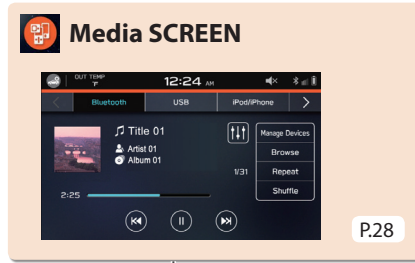 Media SCREEN
OUT TEMP
°F
12:24 AM
Bluetooth USB iPod/iPhone
Title 01
Artist 01
Album 01
1/31
2:25
Manage Devices
Browse
Repeat
Shuffle
P.28